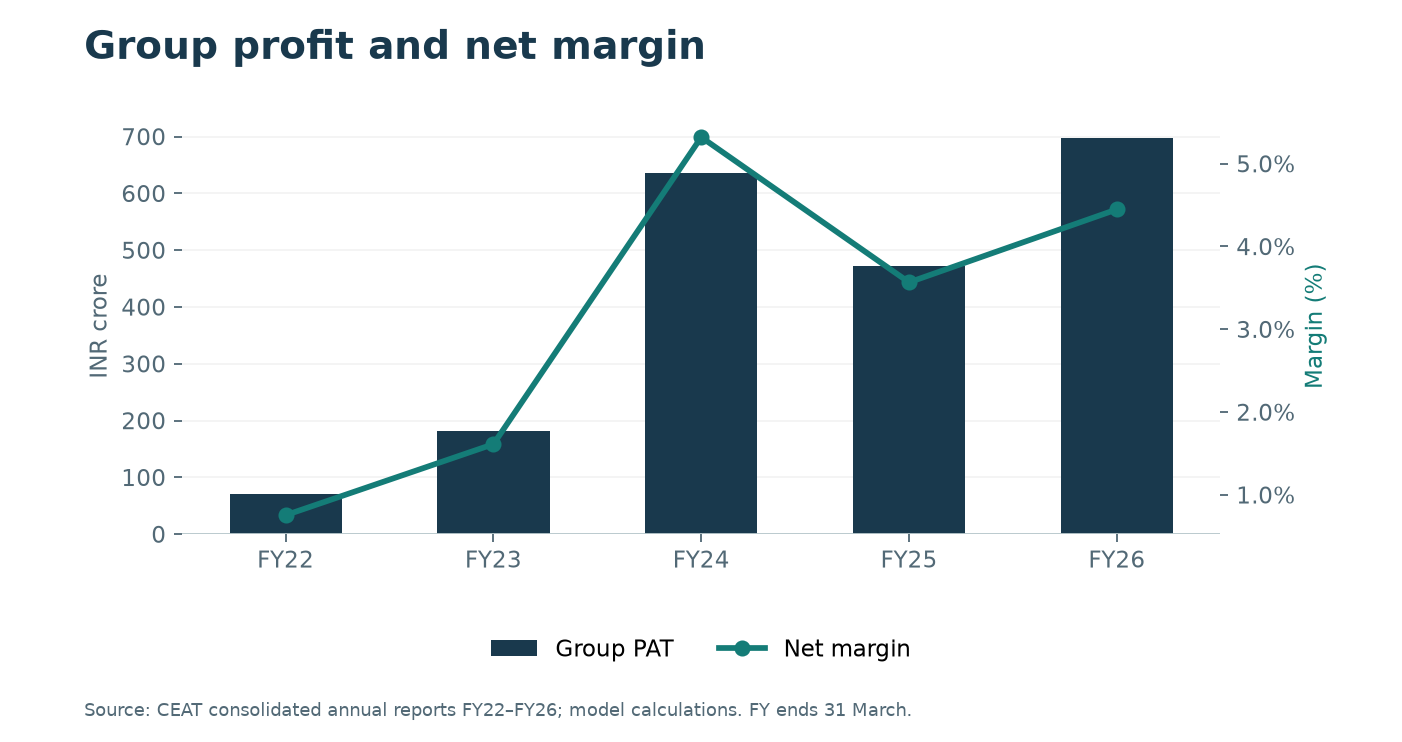 Group profit and net margin
700
600
500
400
300
200
100
0
INR crore
5.0%
4.0%
3.0%
2.0%
1.0%
Margin (%)
FY22 FY23 FY24 FY25 FY26
Group PAT Net margin
Source: CEAT consolidated annual reports FY22–FY26; model calculations. FY ends 31 March.